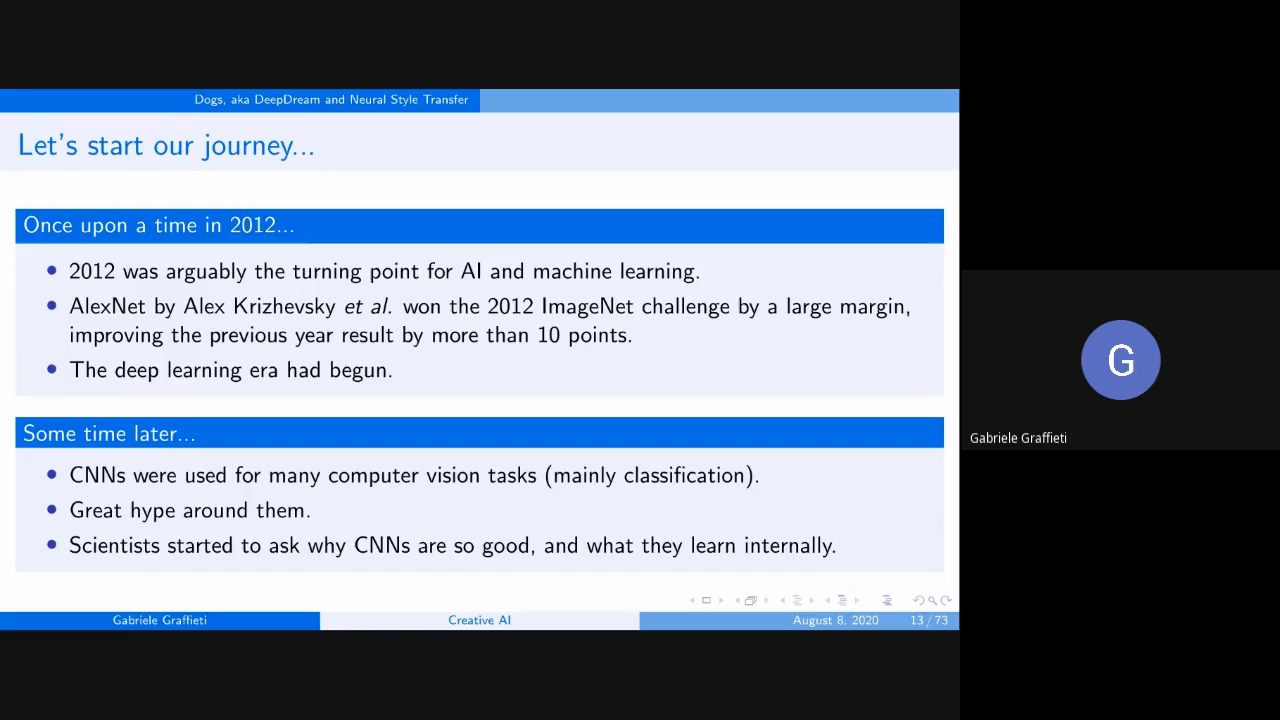 Dogs, aka DeepDream and Neural Style Transfer
Let's start our journey...
Once upon a time in 2012...
• 2012 was arguably the turning point for AI and machine learning.
• AlexNet by Alex Krizhevsky et al. won the 2012 ImageNet challenge by a large margin,
improving the previous year result by more than 10 points.
• The deep learning era had begun.
Some time later...
• CNNs were used for many computer vision tasks (mainly classification).
• Great hype around them.
• Scientists started to ask why CNNs are so good, and what they learn internally.
Gabriele Graffieti
Creative AI
August 8, 2020
13 / 73
G
Gabriele Graffieti